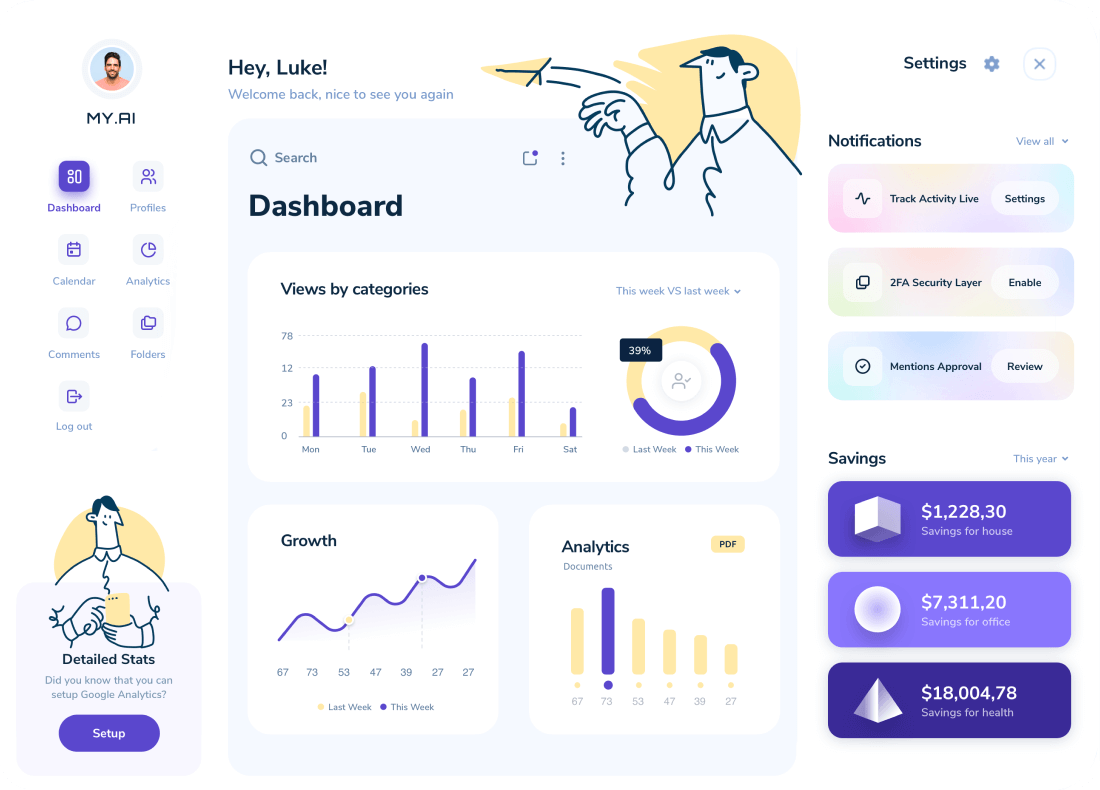 MY.AI
Dashboard
Profiles
Calendar
Analytics
Comments
Folders
Log out
Detailed Stats
Did you know that you can
setup Google Analytics?
Setup
Hey, Luke!
Welcome back, nice to see you again
Search
Dashboard
Views by categories
This week VS last week
78
12
23
0
Mon Tue Wed Thu Fri Sat
39%
Last Week This Week
Growth
67 73 53 47 39 27 27
Last Week This Week
Analytics
PDF
Documents
67 73 53 47 39 27
Settings
Notifications
View all
Track Activity Live
Settings
2FA Security Layer
Enable
Mentions Approval
Review
Savings
This year
$1,228,30
Savings for house
$7,311,20
Savings for office
$18,004,78
Savings for health